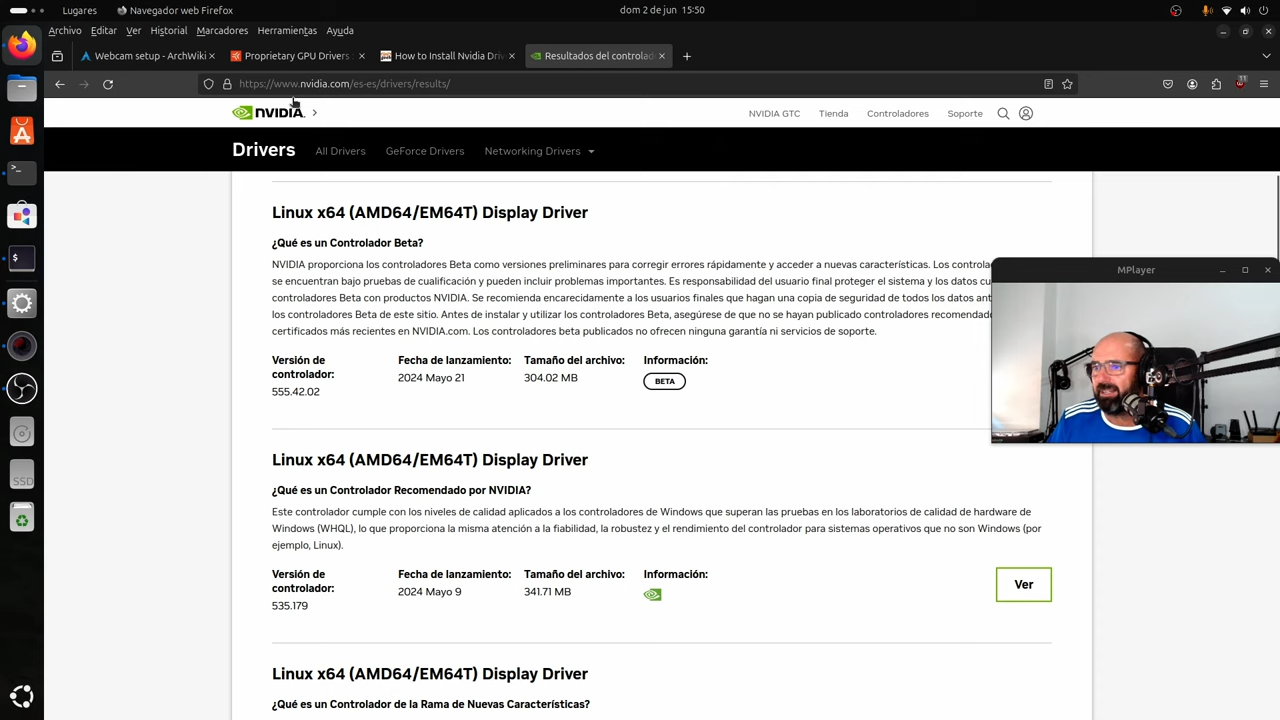 Lugares
Navegador web Firefox
dom 2 de jun 15:50
Archivo
Editar
Ver
Historial
Marcadores
Herramientas
Ayuda
Webcam setup - ArchWiki
Proprietary GPU Drivers
How to Install Nvidia Driv
Resultados del controlad
https://www.nvidia.com/es-es/drivers/results/
11
NVIDIA.
NVIDIA GTC
Tienda
Controladores
Soporte
Drivers
All Drivers
GeForce Drivers
Networking Drivers
Linux x64 (AMD64/EM64T) Display Driver
¿Qué es un Controlador Beta?
NVIDIA proporciona los controladores Beta como versiones preliminares para corregir errores rápidamente y acceder a nuevas características. Los controla
se encuentran bajo pruebas de cualificación y pueden incluir problemas importantes. Es responsabilidad del usuario final proteger el sistema y los datos cu
controladores Beta con productos NVIDIA. Se recomienda encarecidamente a los usuarios finales que hagan una copia de seguridad de todos los datos ant
los controladores Beta de este sitio. Antes de instalar y utilizar los controladores Beta, asegúrese de que no se hayan publicado controladores recomendado
certificados más recientes en NVIDIA.com. Los controladores beta publicados no ofrecen ninguna garantía ni servicios de soporte.
Versión de controlador:
555.42.02
Fecha de lanzamiento:
2024 Mayo 21
Tamaño del archivo:
304.02 MB
Información:
BETA
MPlayer
Linux x64 (AMD64/EM64T) Display Driver
¿Qué es un Controlador Recomendado por NVIDIA?
Este controlador cumple con los niveles de calidad aplicados a los controladores de Windows que superan las pruebas en los laboratorios de calidad de hardware de
Windows (WHQL), lo que proporciona la misma atención a la fiabilidad, la robustez y el rendimiento del controlador para sistemas operativos que no son Windows (por
ejemplo, Linux).
Versión de controlador:
535.179
Fecha de lanzamiento:
2024 Mayo 9
Tamaño del archivo:
341.71 MB
Información:
Ver
Linux x64 (AMD64/EM64T) Display Driver
¿Qué es un Controlador de la Rama de Nuevas Características?
SSD